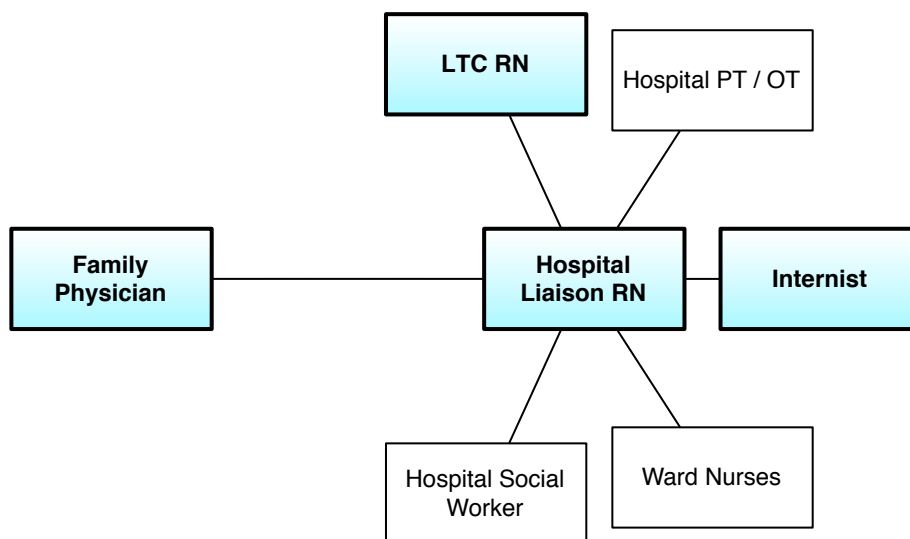 LTC RN
Hospital PT / OT
Family
Physician
Hospital
Liaison RN
Internist
Hospital Social
Worker
Ward Nurses